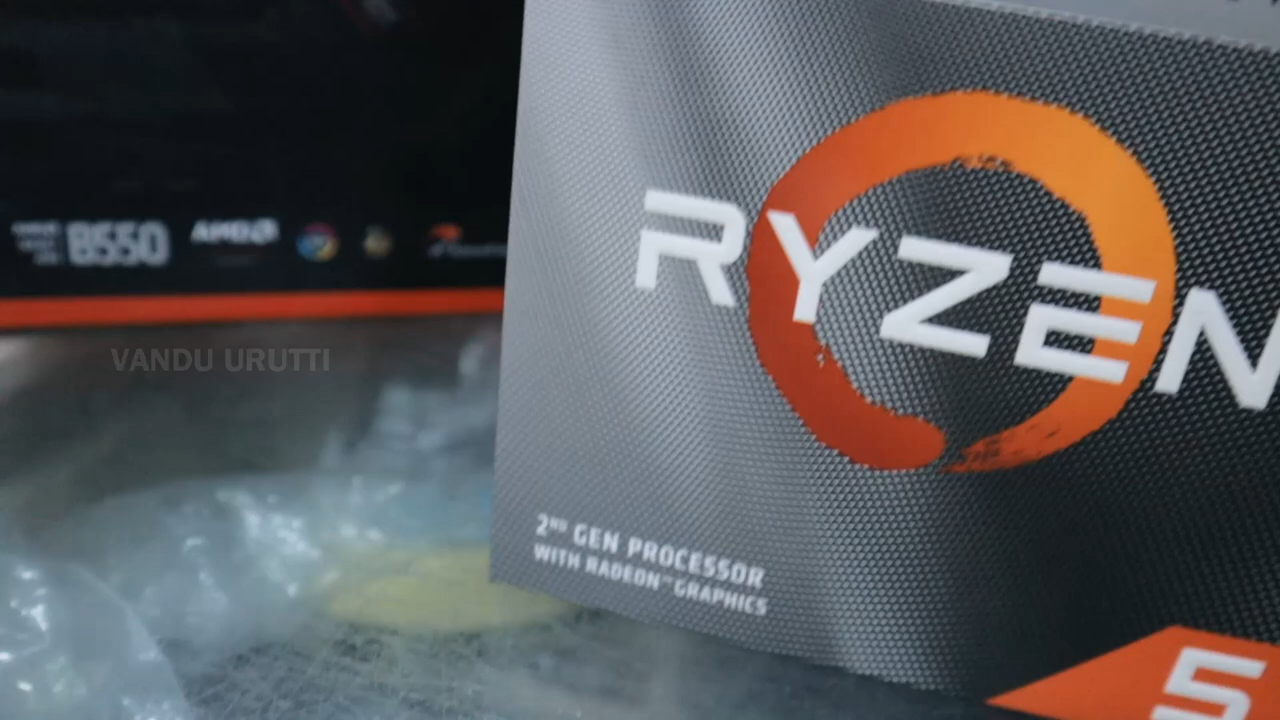 B550 AMD
VANDU URUTTI
RYZEN
2ND GEN PROCESSOR
WITH RADEON™ GRAPHICS
5